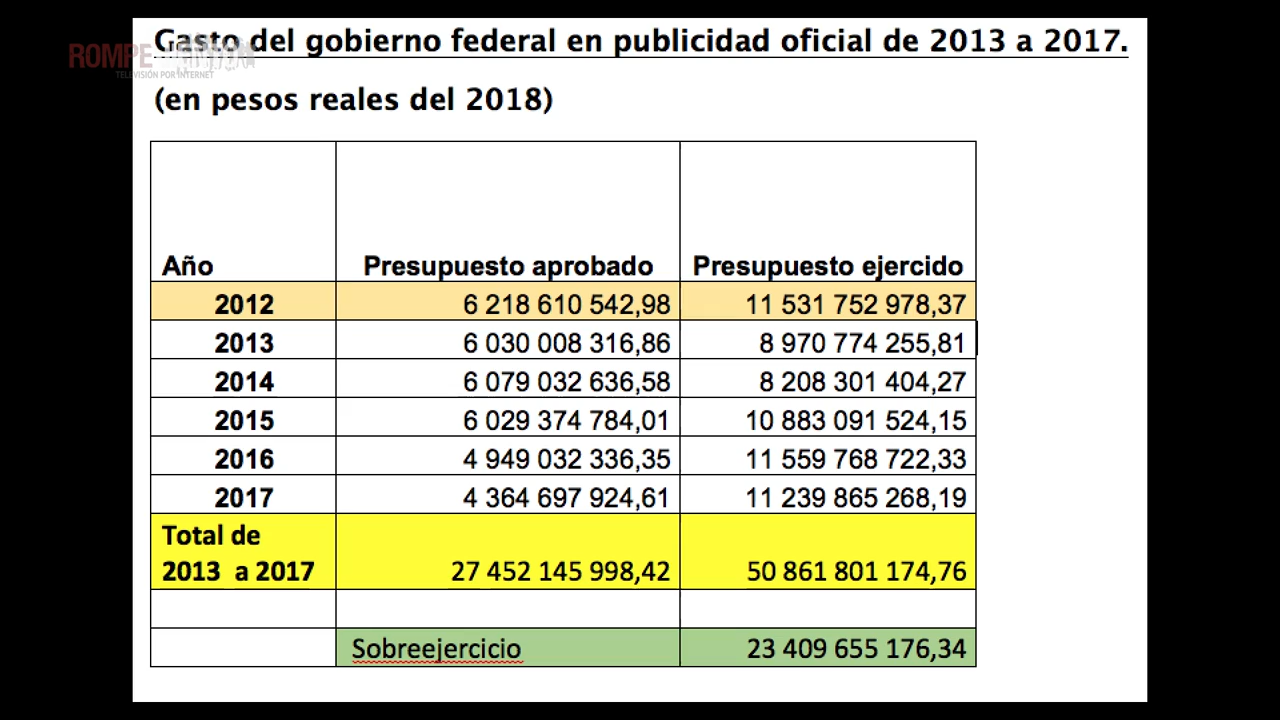 Gasto del gobierno federal en publicidad oficial de 2013 a 2017.
ROMPE
TELEVISIÓN POR INTERNET
(en pesos reales del 2018)
Año Presupuesto aprobado Presupuesto ejercido
2012 6 218 610 542,98 11 531 752 978,37
2013 6 030 008 316,86 8 970 774 255,81
2014 6 079 032 636,58 8 208 301 404,27
2015 6 029 374 784,01 10 883 091 524,15
2016 4 949 032 336,35 11 559 768 722,33
2017 4 364 697 924,61 11 239 865 268,19
Total de
2013 a 2017 27 452 145 998,42 50 861 801 174,76
Sobreejercicio 23 409 655 176,34